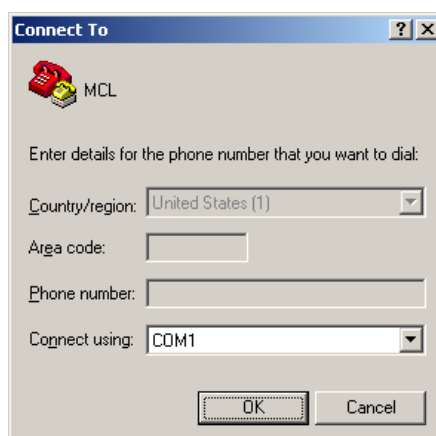 Connect To
MCL
Enter details for the phone number that you want to dial:
Country/region: United States (1)
Area code:
Phone number:
Connect using: COM1
OK Cancel